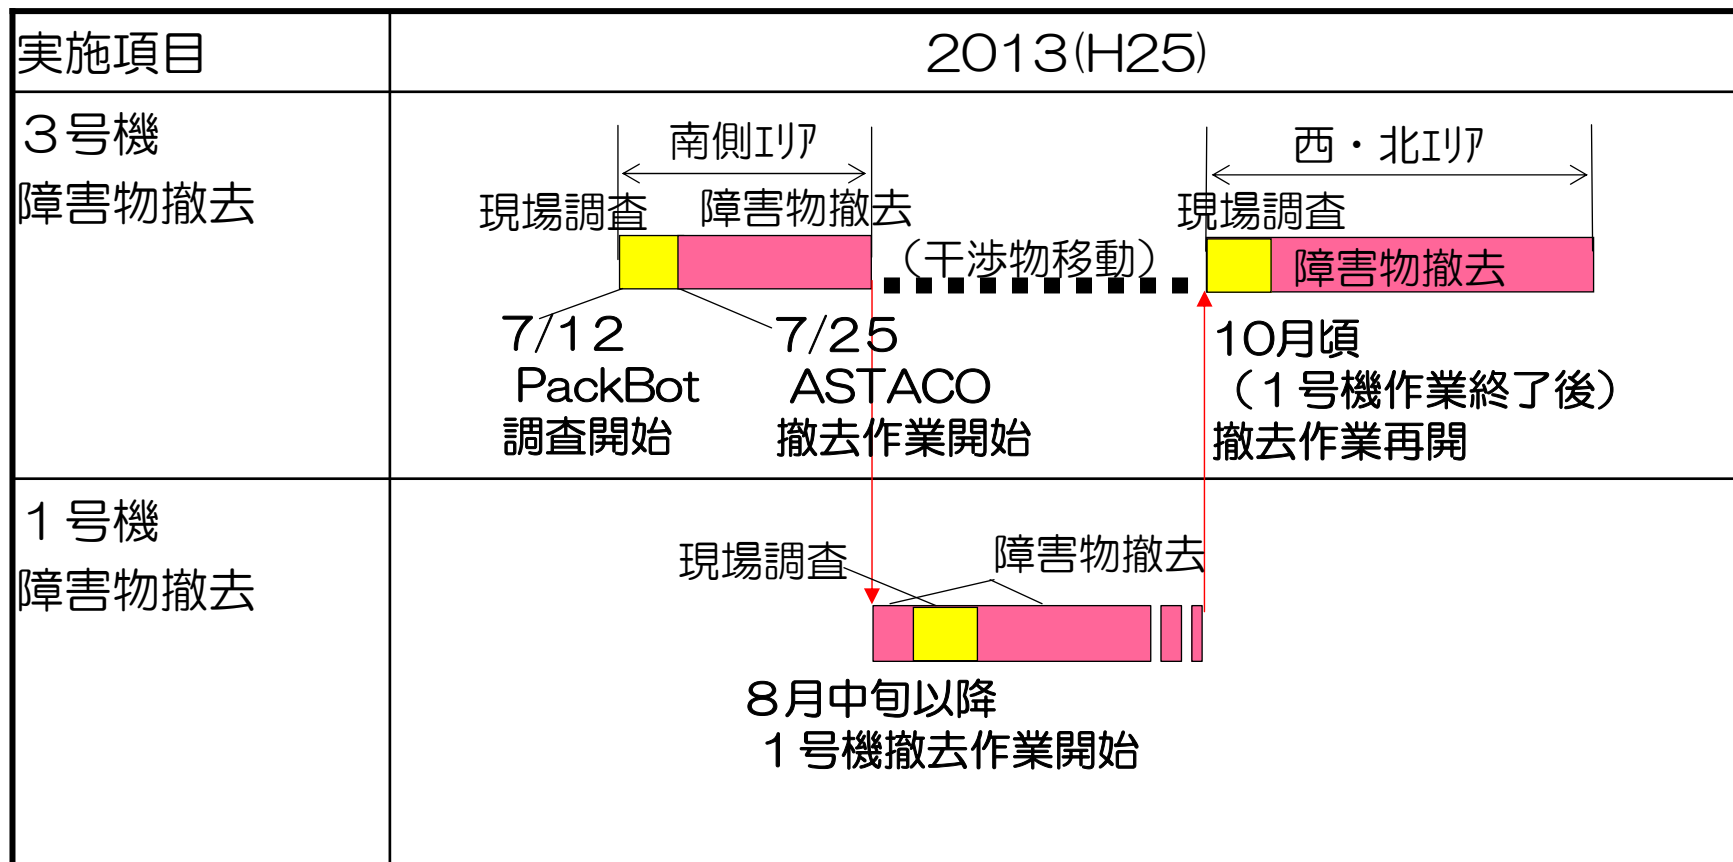 実施項目
2013(H25)
3号機
障害物撤去
南側ｴﾘｱ
現場調査
障害物撤去
（干渉物移動）
西・北ｴﾘｱ
現場調査
障害物撤去
7/12
PackBot
調査開始
7/25
ASTACO
撤去作業開始
10月頃
（1号機作業終了後）
撤去作業再開
1号機
障害物撤去
現場調査
障害物撤去
8月中旬以降
1号機撤去作業開始